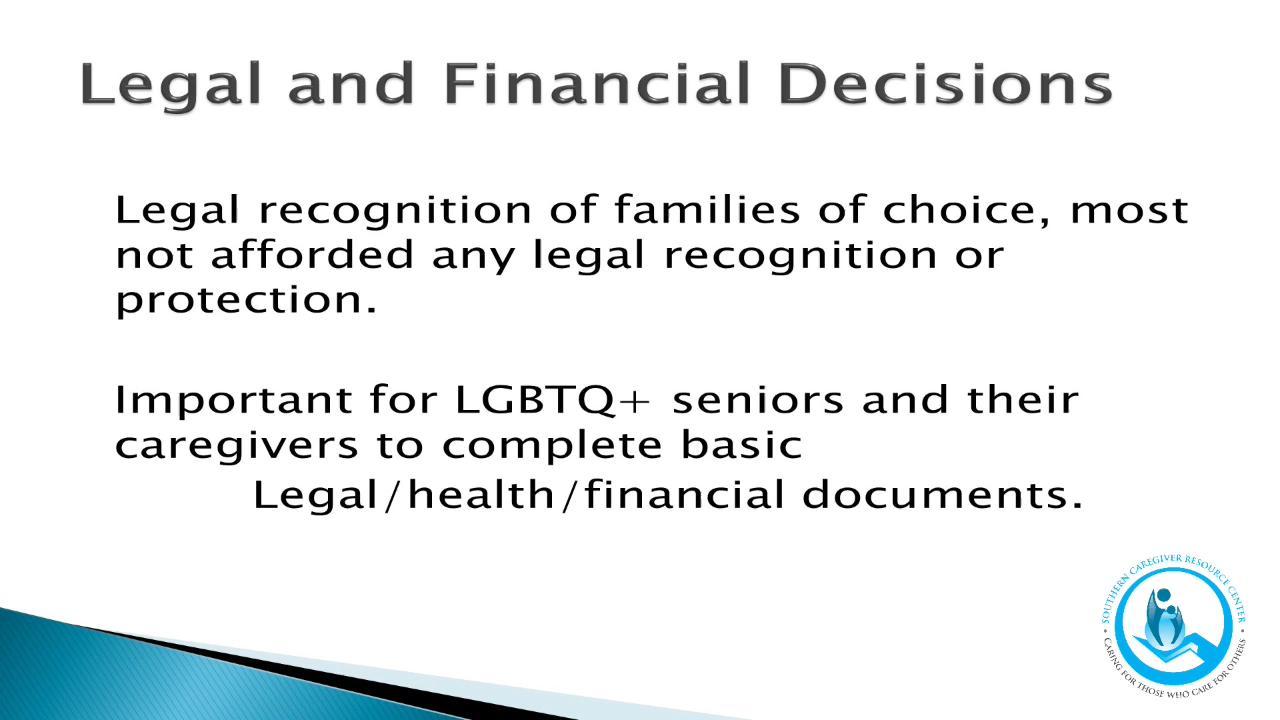 Legal and Financial Decisions
Legal recognition of families of choice, most
not afforded any legal recognition or
protection.
Important for LGBTQ+ seniors and their
caregivers to complete basic
Legal/health/financial documents.
SOUTHERN CAREGIVER RESOURCE CENTER
• CARING FOR THOSE WHO CARE FOR OTHERS •